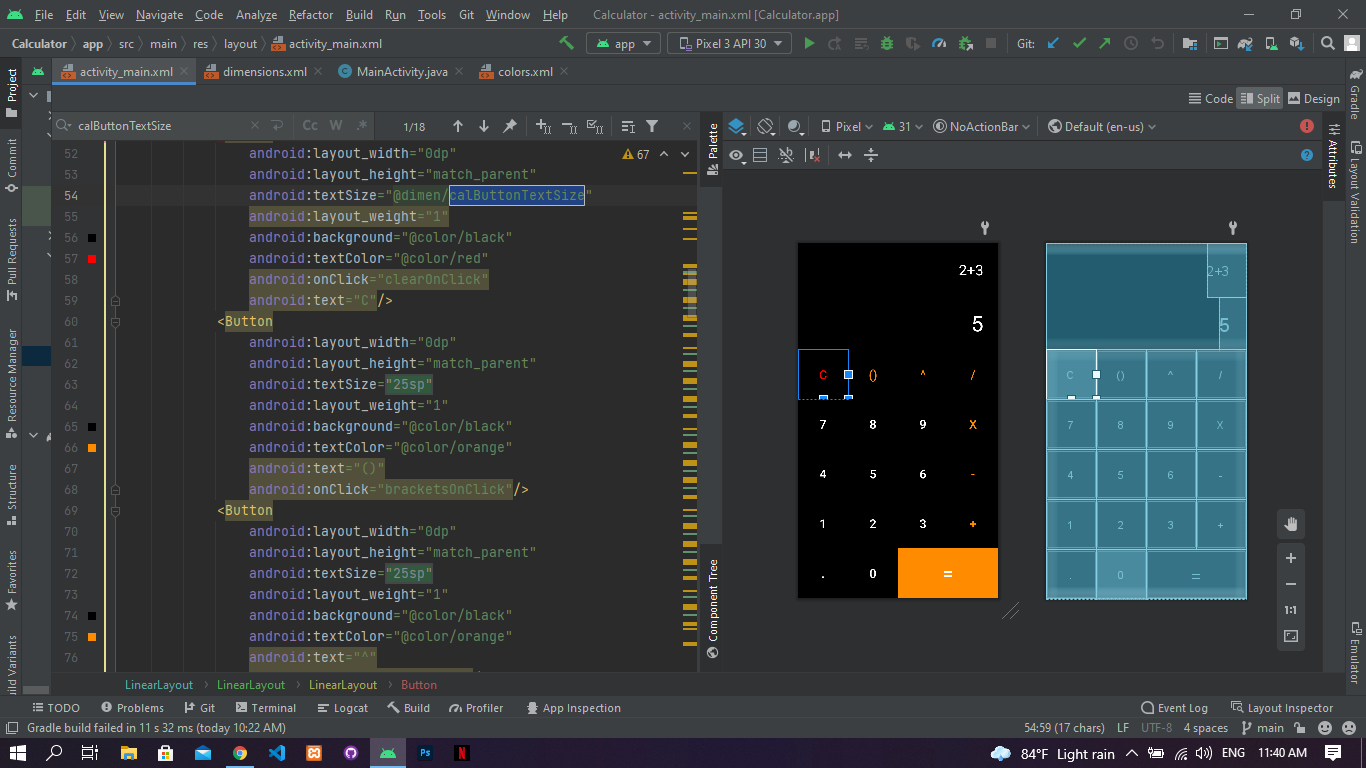 File Edit View Navigate Code Analyze Refactor Build Run Tools Git Window Help Calculator - activity_main.xml [Calculator.app]
Calculator app src main res layout activity_main.xml app Pixel 3 API 30 Git:
activity_main.xml dimensions.xml MainActivity.java colors.xml
Code Split Design
calButtonTextSize Cc W .* 1/18 Pixel 31 NoActionBar Default (en-us)
52 android:layout_width="0dp" 67
53 android:layout_height="match_parent"
54 android:textSize="@dimen/calButtonTextSize"
55 android:layout_weight="1"
56 android:background="@color/black"
57 android:textColor="@color/red"
58 android:onClick="clearOnClick"
59 android:text="C"/>
60 <Button
61 android:layout_width="0dp"
62 android:layout_height="match_parent"
63 android:textSize="25sp"
64 android:layout_weight="1"
65 android:background="@color/black"
66 android:textColor="@color/orange"
67 android:text="()"
68 android:onClick="bracketsOnClick"/>
69 <Button
70 android:layout_width="0dp"
71 android:layout_height="match_parent"
72 android:textSize="25sp"
73 android:layout_weight="1"
74 android:background="@color/black"
75 android:textColor="@color/orange"
76 android:text="^"
Project
Commit
Pull Requests
Resource Manager
Structure
Favorites
Build Variants
Palette
Component Tree
2+3
5
C () ^ /
7 8 9 X
4 5 6 -
1 2 3 +
. 0 =
2+3
5
C () ^ /
7 8 9 X
4 5 6 -
1 2 3 +
. 0 =
1:1
Attributes
Gradle
Layout Validation
Emulator
LinearLayout LinearLayout LinearLayout Button
TODO Problems Git Terminal Logcat Build Profiler App Inspection Event Log Layout Inspector
Gradle build failed in 11 s 32 ms (today 10:22 AM) 54:59 (17 chars) LF UTF-8 4 spaces main
Ps N 84°F Light rain ENG 11:40 AM